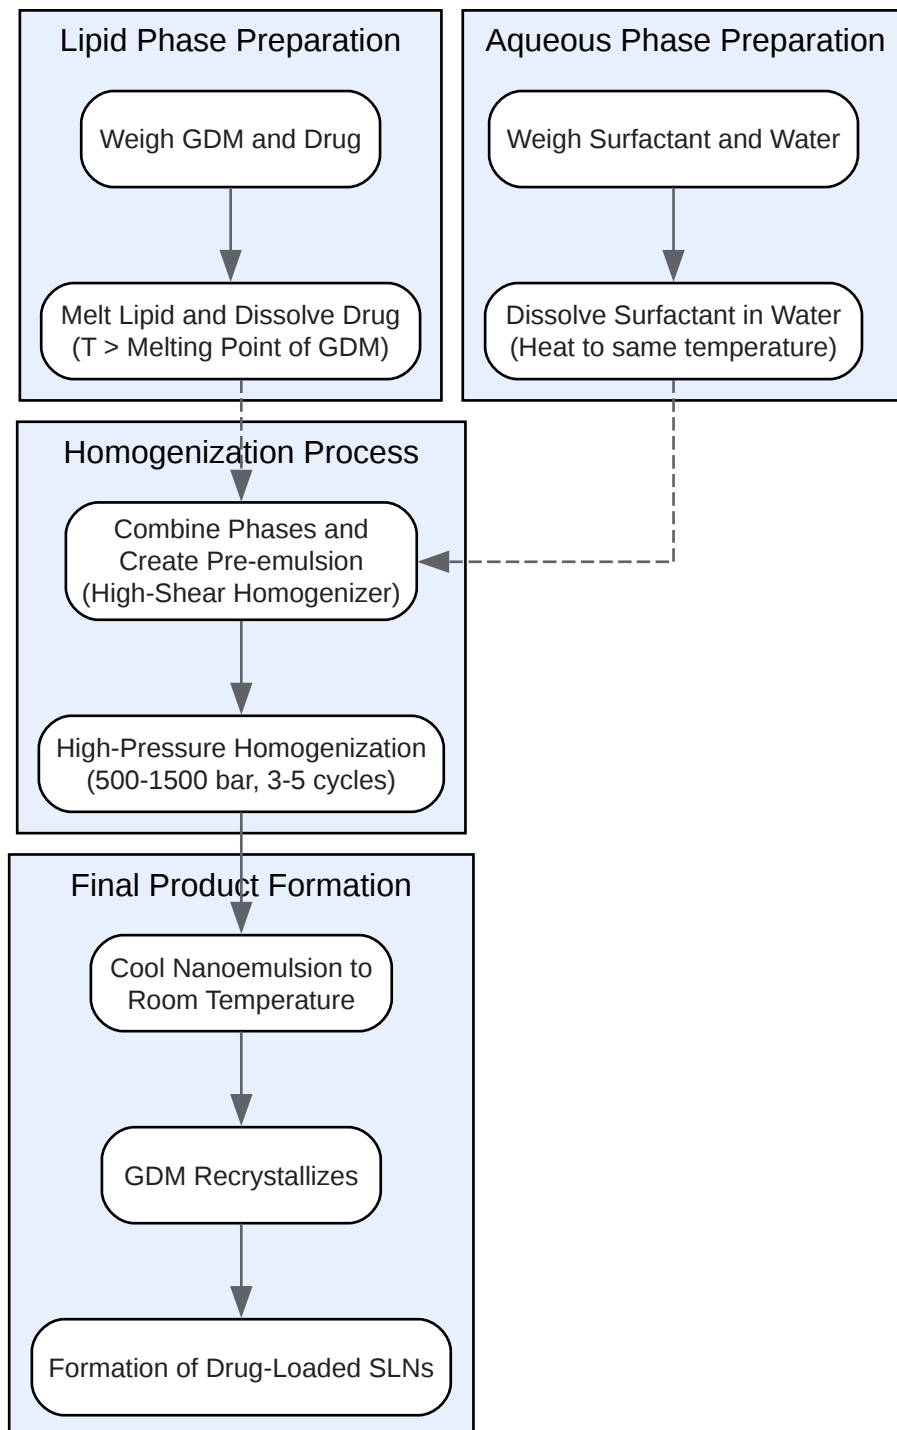 Lipid Phase Preparation
Weigh GDM and Drug
Melt Lipid and Dissolve Drug
(T > Melting Point of GDM)
Aqueous Phase Preparation
Weigh Surfactant and Water
Dissolve Surfactant in Water
(Heat to same temperature)
Homogenization Process
Combine Phases and
Create Pre-emulsion
(High-Shear Homogenizer)
High-Pressure Homogenization
(500-1500 bar, 3-5 cycles)
Final Product Formation
Cool Nanoemulsion to
Room Temperature
GDM Recrystallizes
Formation of Drug-Loaded SLNs